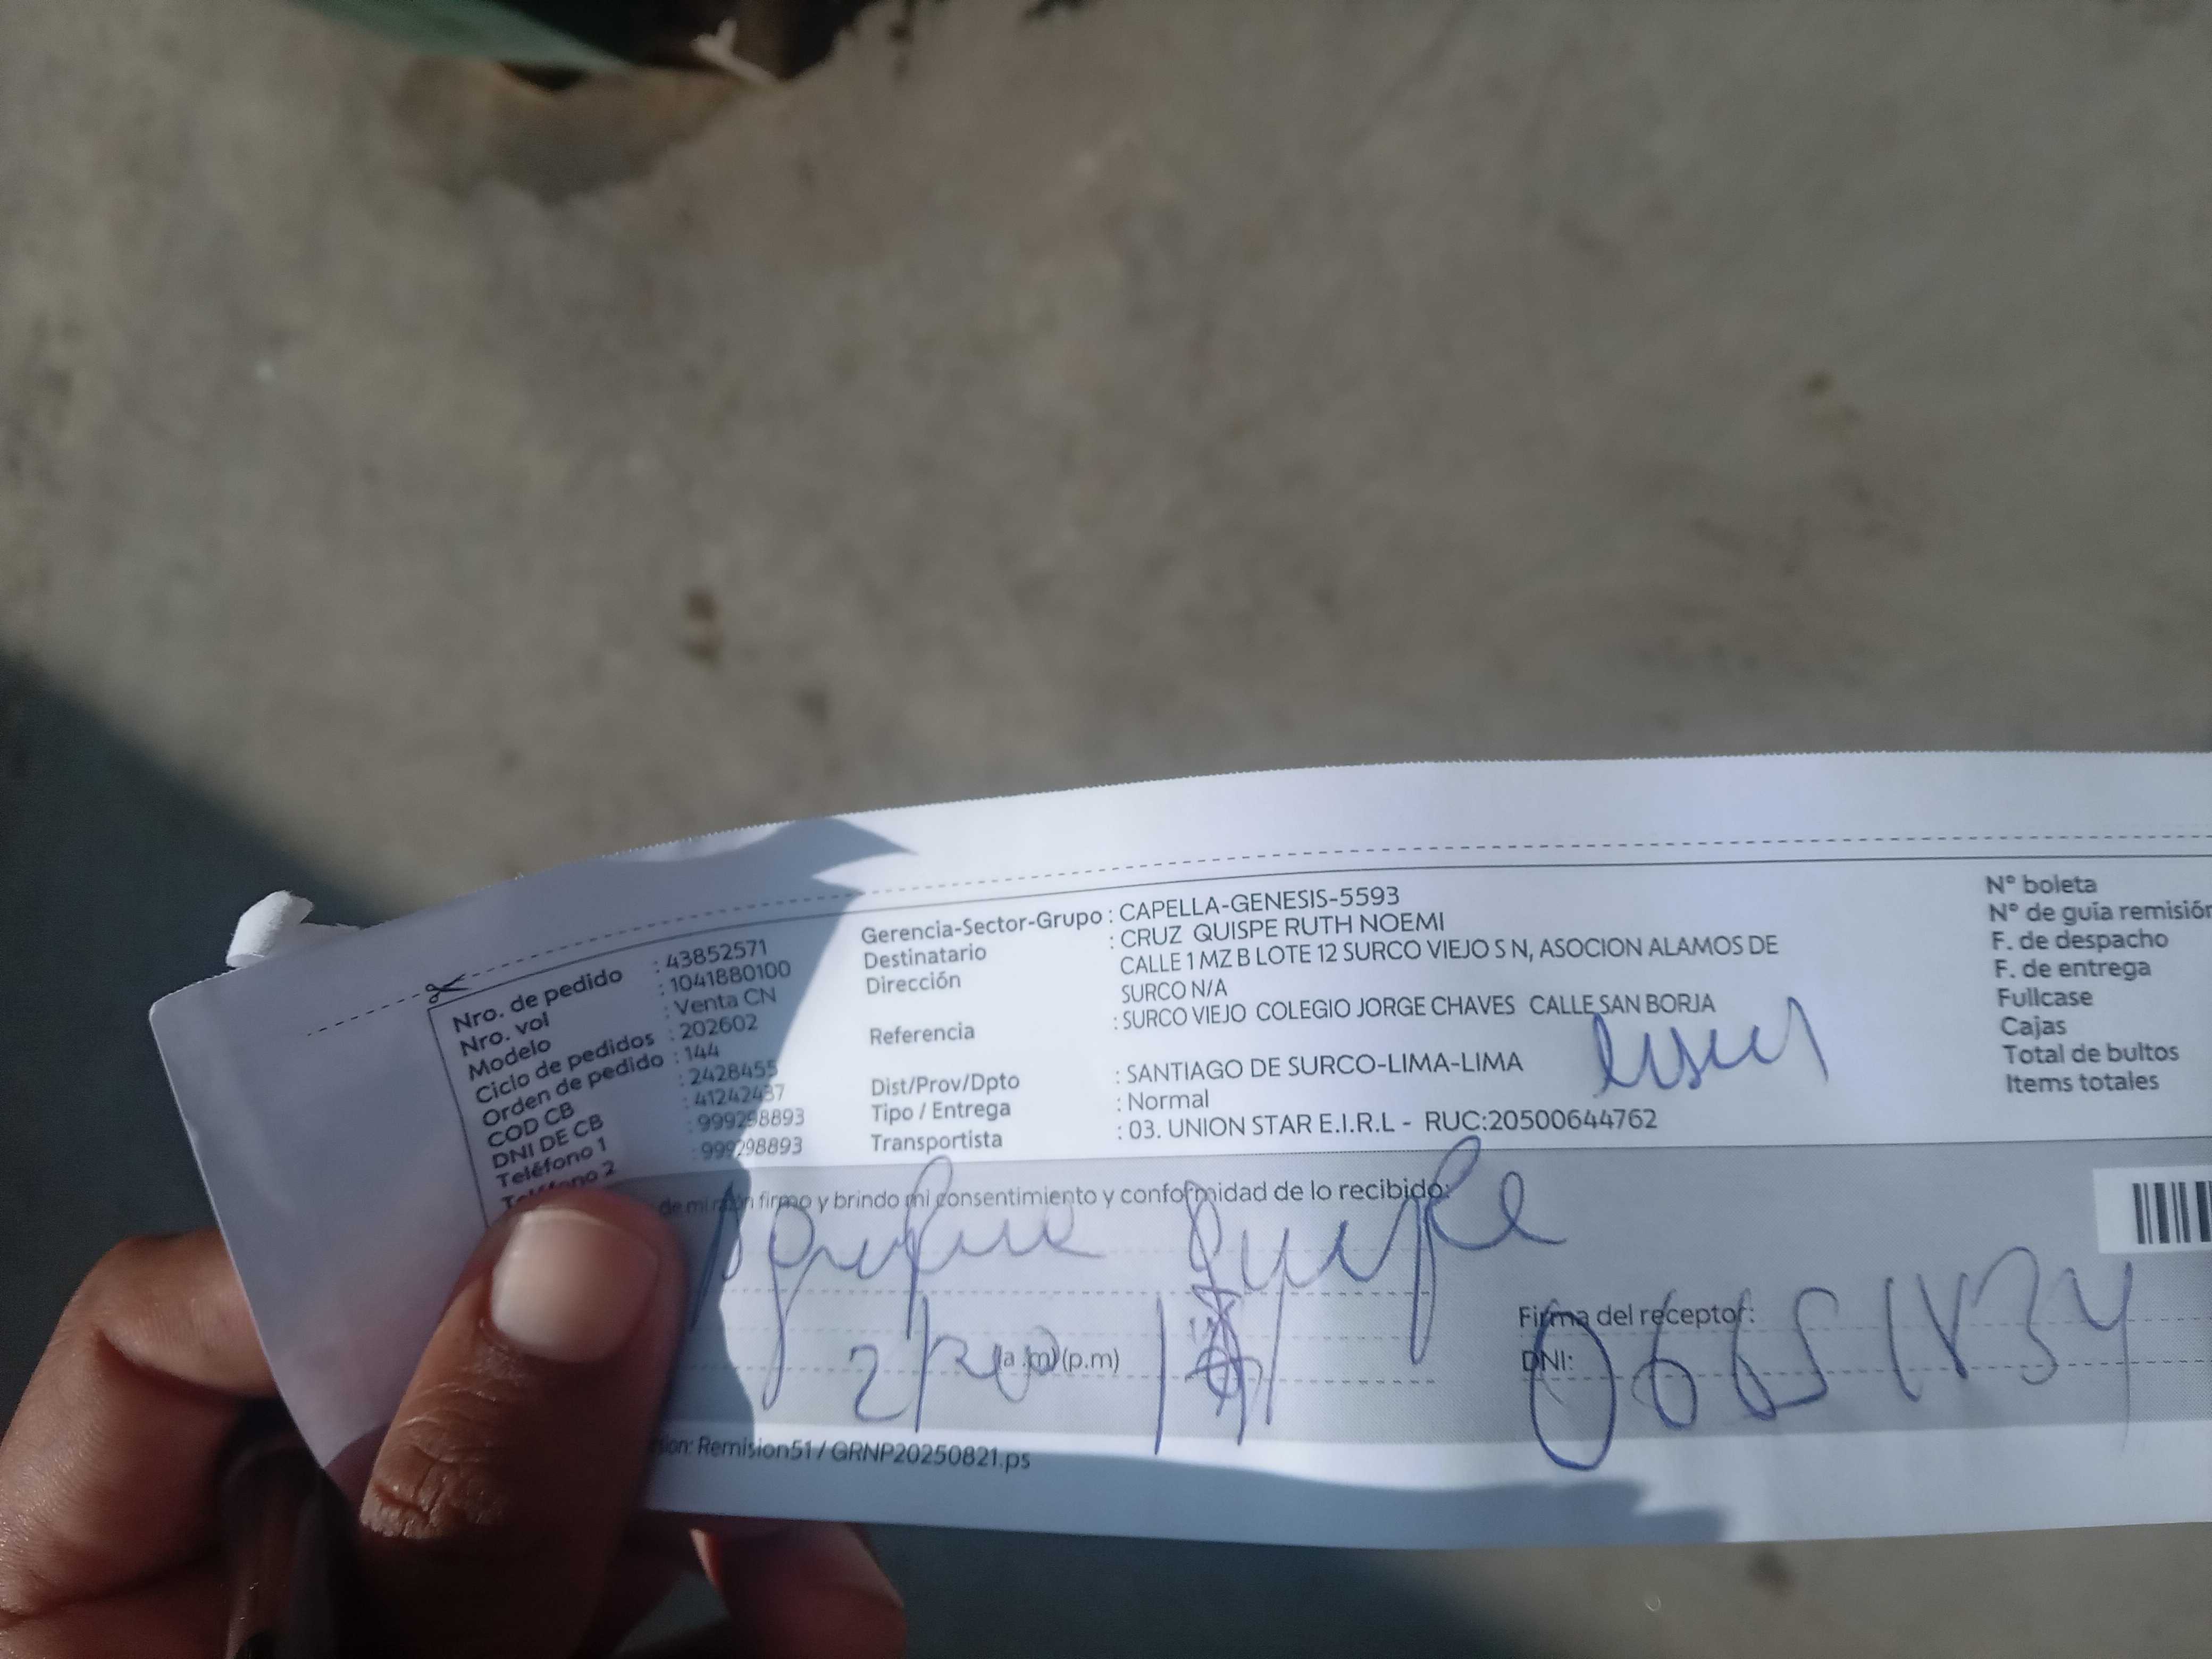 Nro. de pedido : 43852571
Nro. vol : 1041880100
Modelo : Venta CN
Ciclo de pedidos : 202602
Orden de pedido : 144
COD CB : 2428455
DNI DE CB : 41242437
Teléfono 1 : 999298893
Teléfono 2 : 999298893
Gerencia-Sector-Grupo : CAPELLA-GENESIS-5593
Destinatario : CRUZ QUISPE RUTH NOEMI
Dirección CALLE 1 MZ B LOTE 12 SURCO VIEJO S N, ASOCION ALAMOS DE
SURCO N/A
Referencia : SURCO VIEJO COLEGIO JORGE CHAVES CALLE SAN BORJA
Dist/Prov/Dpto : SANTIAGO DE SURCO-LIMA-LIMA
Tipo / Entrega : Normal
Transportista : 03. UNION STAR E.I.R.L - RUC:20500644762
N° boleta
N° de guía remisión
F. de despacho
F. de entrega
Fullcase
Cajas
Total de bultos
Items totales
de mi firmo y brindo mi consentimiento y conformidad de lo recibido:
Quispe
(a.m)(p.m)
Firma del receptor:
DNI: 06651834
Remision51 / GRNP20250821.ps